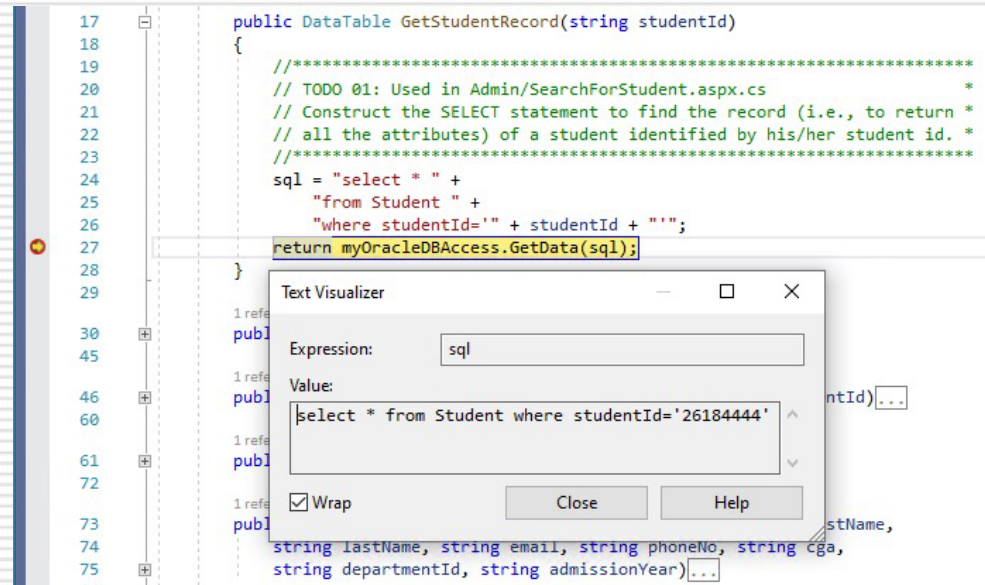 17 public DataTable GetStudentRecord(string studentId)
18 {
19 //*********************************************************************
20 // TODO 01: Used in Admin/SearchForStudent.aspx.cs *
21 // Construct the SELECT statement to find the record (i.e., to return *
22 // all the attributes) of a student identified by his/her student id. *
23 //*********************************************************************
24 sql = "select * " +
25 "from Student " +
26 "where studentId='" + studentId + "'";
27 return myOracleDBAccess.GetData(sql);
28 }
29
Text Visualizer
1 refe
30 publ
Expression: sql
45
1 refe
Value:
46 publ ntId)...
select * from Student where studentId='26184444'
60
1 refe
61 publ
72
1 refe
Wrap Close Help
73 publ stName,
74 string lastName, string email, string phoneNo, string cga,
75 string departmentId, string admissionYear)...